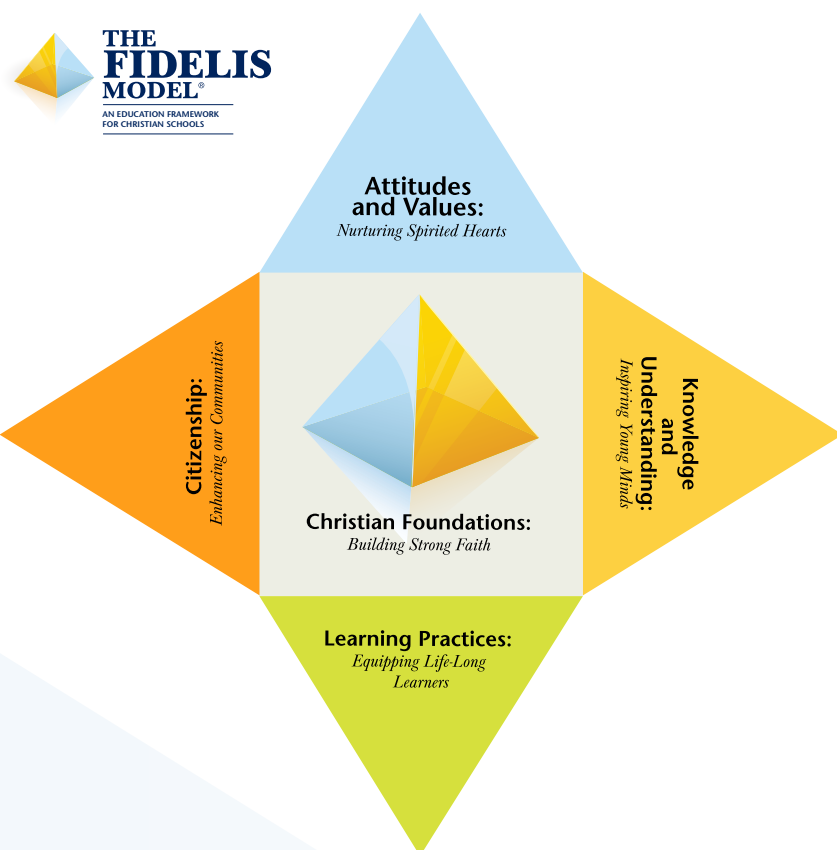 THE
FIDELIS
MODEL®
AN EDUCATION FRAMEWORK
FOR CHRISTIAN SCHOOLS
Attitudes
and Values:
Nurturing Spirited Hearts
Citizenship:
Enhancing our Communities
Knowledge
and
Understanding:
Inspiring Young Minds
Christian Foundations:
Building Strong Faith
Learning Practices:
Equipping Life-Long
Learners